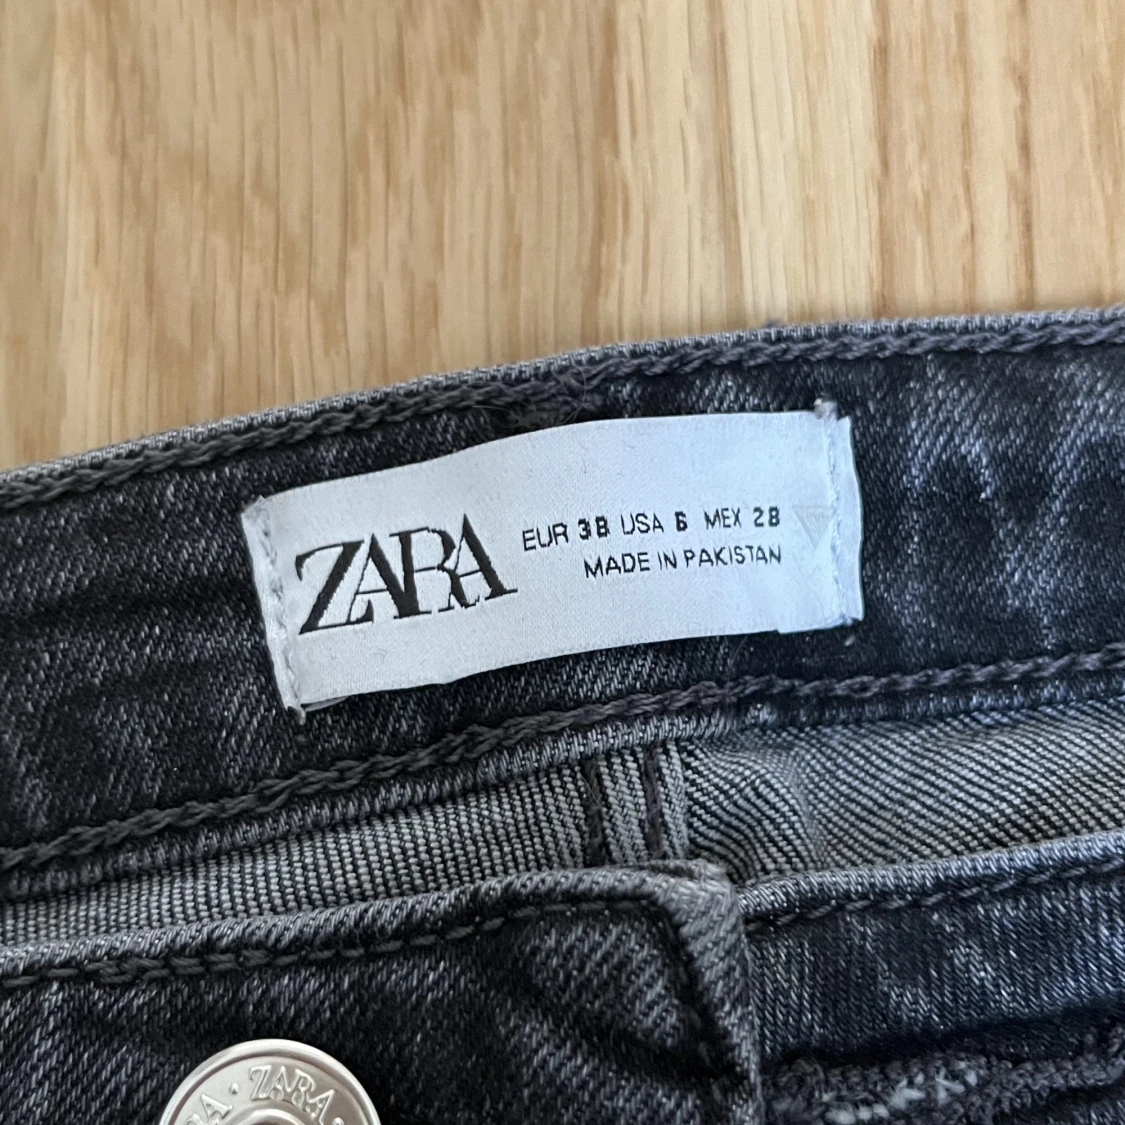 ZARA
EUR 38 USA 6 MEX 28
MADE IN PAKISTAN
ZARA